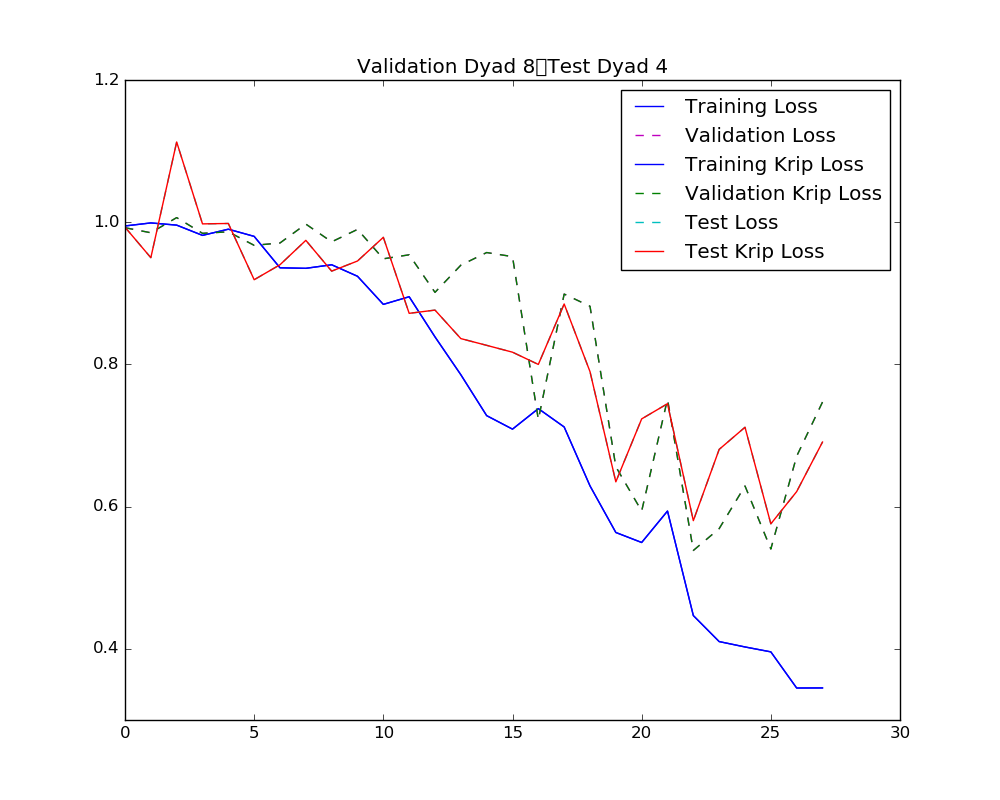 Validation Dyad 8▯Test Dyad 4
1.2
1.0
0.8
0.6
0.4
0 5 10 15 20 25 30
Training Loss
Validation Loss
Training Krip Loss
Validation Krip Loss
Test Loss
Test Krip Loss